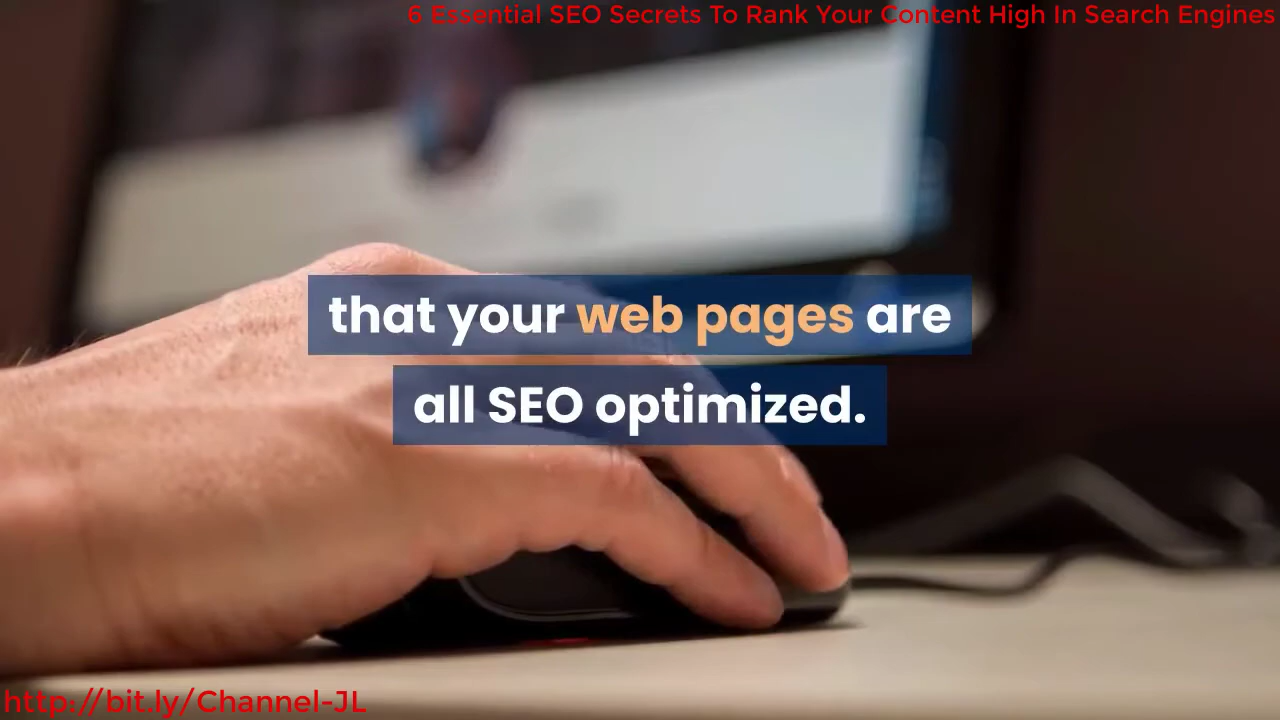 6 Essential SEO Secrets To Rank Your Content High In Search Engines
that your web pages are
all SEO optimized.
http://bit.ly/Channel-JL